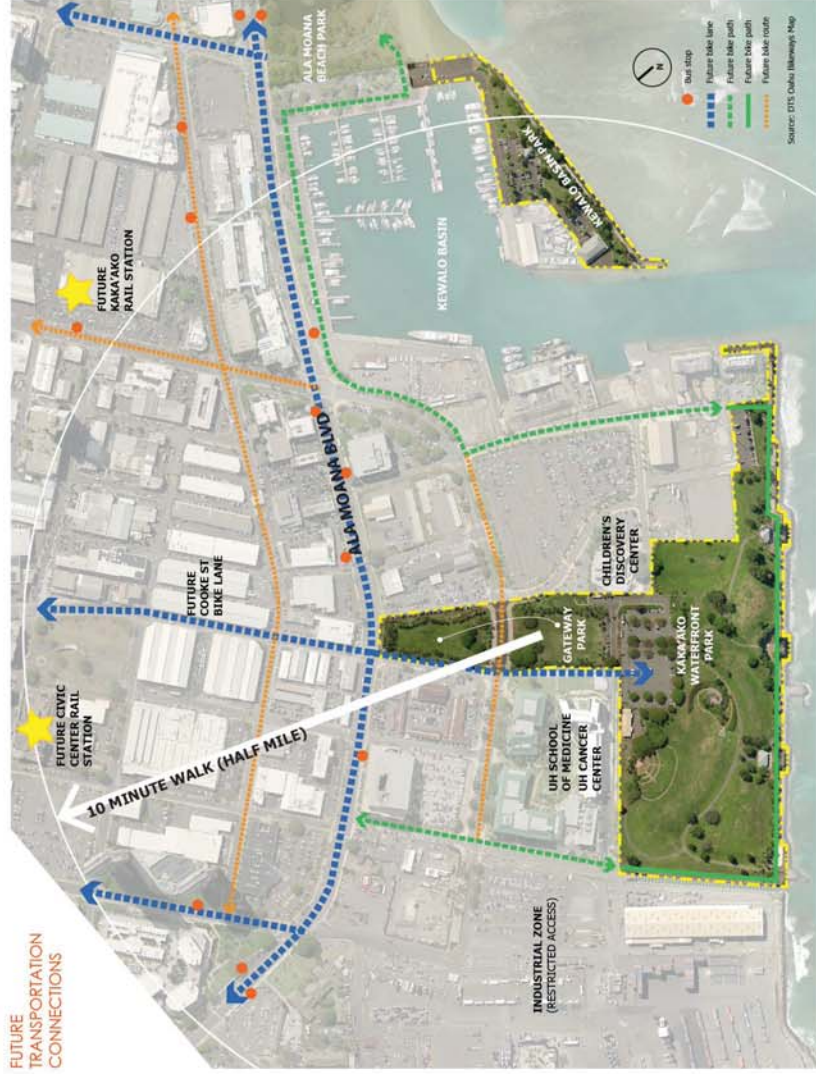 FUTURE
TRANSPORTATION
CONNECTIONS
FUTURE CIVIC
CENTER RAIL
STATION
FUTURE
KAKA'AKO
RAIL STATION
10 MINUTE WALK (HALF MILE)
FUTURE
COOKE ST
BIKE LANE
ALA MOANA BLVD
ALA MOANA
BEACH PARK
KEWALO BASIN
KEWALO BASIN PARK
INDUSTRIAL ZONE
(RESTRICTED ACCESS)
UH SCHOOL
OF MEDICINE
UH CANCER
CENTER
GATEWAY
PARK
CHILDREN'S
DISCOVERY
CENTER
KAKA'AKO
WATERFRONT
PARK
N
Bus stop
Future bike lane
Future bike path
Future bike path
Future bike route
Source: DTS Oahu Bikeways Map